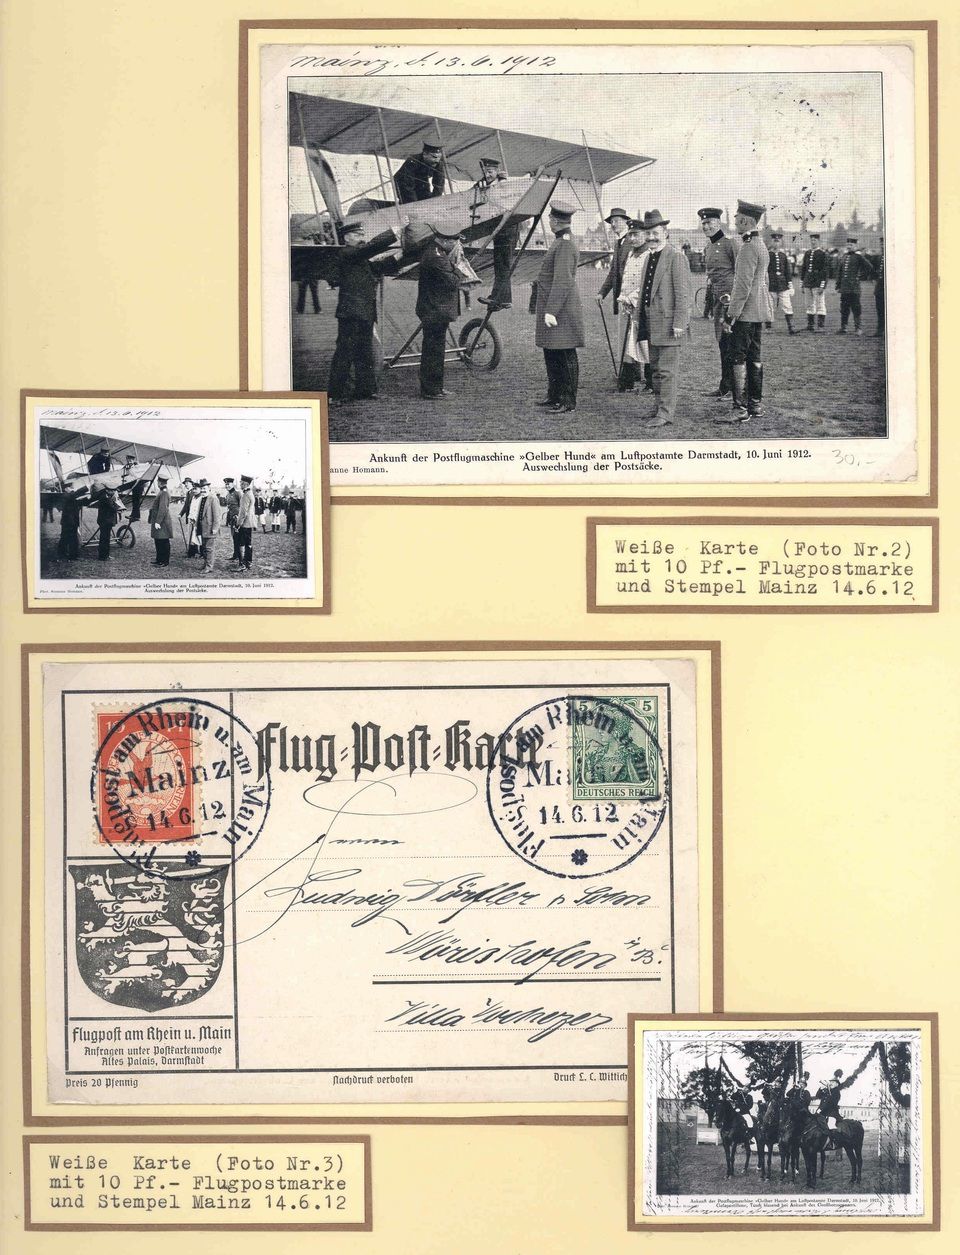 Mainz, d. 13.6.1912
Ankunft der Postflugmaschine »Gelber Hund« am Luftpostamte Darmstadt, 10. Juni 1912.
anne Homann.
Auswechslung der Postsäcke.
30,-
Mainz, d. 13.6.1912
Ankunft der Postflugmaschine »Gelber Hund« am Luftpostamte Darmstadt, 10. Juni 1912.
Phot. Susanne Homann.
Auswechslung der Postsäcke.
Weiße Karte (Foto Nr.2)
mit 10 Pf.- Flugpostmarke
und Stempel Mainz 14.6.12
Flug-Post-Karte
10 Pf
Flugpost am Rhein u. am Main
Mainz
14.6.12
5 5
DEUTSCHES REICH
Flugpost am Rhein u. am Main
Mainz
14.6.12
Herrn
Ludwig Dörfler
Wörishofen i/B.
Villa
Flugpost am Rhein u. Main
Anfragen unter Postkartenwoche
Altes Palais, Darmstadt
Preis 20 Pfennig
Nachdruck verboten
Druck L. C. Wittich
Ankunft der Postflugmaschine »Gelber Hund« am Luftpostamte Darmstadt, 10. Juni 1912.
Weiße Karte (Foto Nr.3)
mit 10 Pf.- Flugpostmarke
und Stempel Mainz 14.6.12